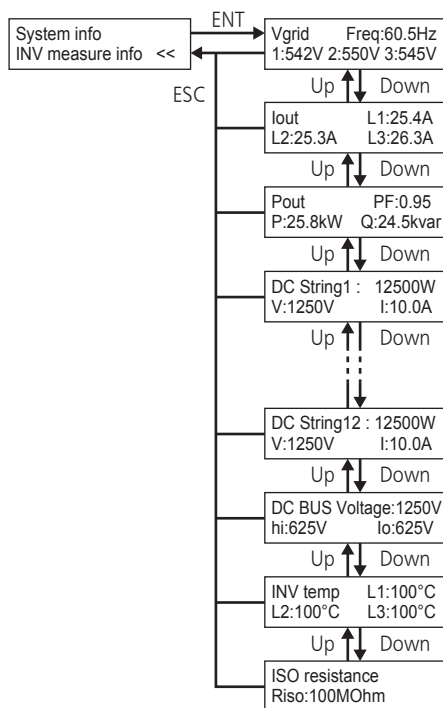 System info
INV measure info <<
ENT
ESC
Vgrid Freq:60.5Hz
1:542V 2:550V 3:545V
Up Down
Iout L1:25.4A
L2:25.3A L3:26.3A
Up Down
Pout PF:0.95
P:25.8kW Q:24.5kvar
Up Down
DC String1 : 12500W
V:1250V I:10.0A
Up Down
DC String12 : 12500W
V:1250V I:10.0A
Up Down
DC BUS Voltage:1250V
hi:625V lo:625V
Up Down
INV temp L1:100°C
L2:100°C L3:100°C
Up Down
ISO resistance
Riso:100MOhm